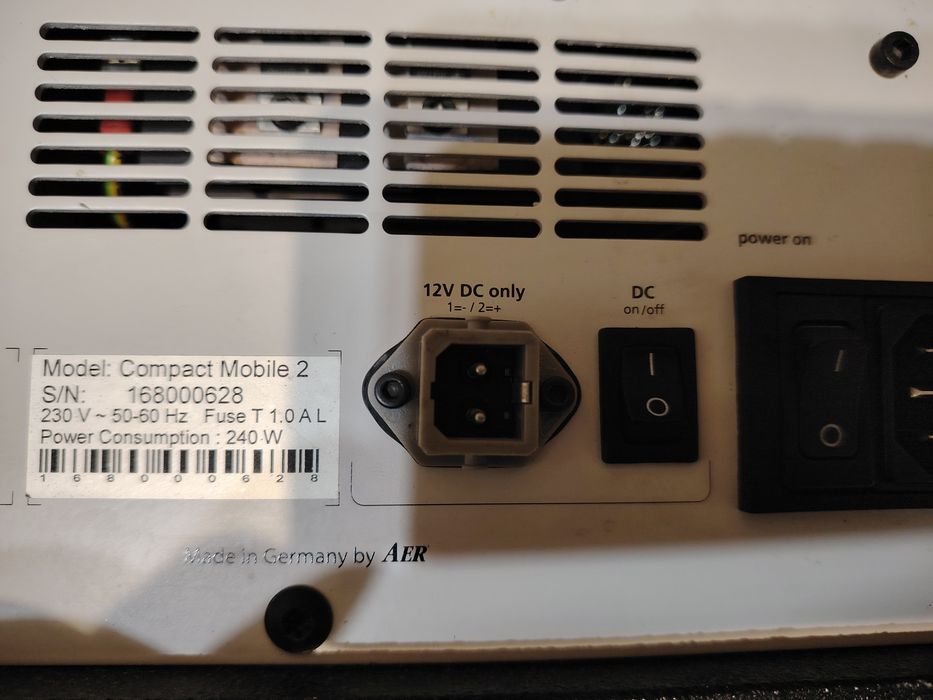 power on
12V DC only
1=- / 2=+
DC
on/off
Model: Compact Mobile 2
S/N: 168000628
230 V ~ 50-60 Hz Fuse T 1.0 A L
Power Consumption : 240 W
1 6 8 0 0 0 6 2 8
Made in Germany by AER